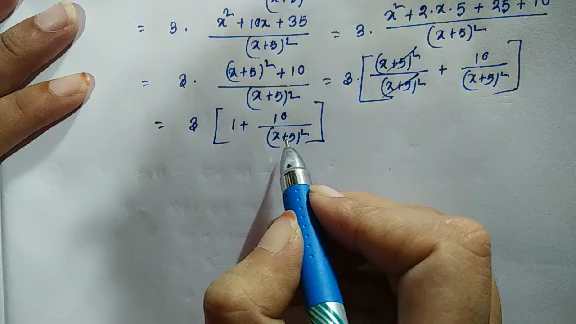 = 3 · x² + 10x + 35 / (x+5)² = 3 · x² + 2·x·5 + 25 + 10 / (x+5)²
= 3 · (x+5)² + 10 / (x+5)² = 3 · [ (x+5)² / (x+5)² + 10 / (x+5)² ]
= 3 [ 1 + 10 / (x+5)² ]